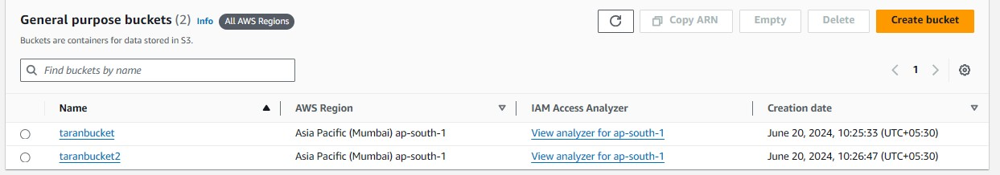 General purpose buckets (2) Info All AWS Regions
Copy ARN Empty Delete Create bucket
Buckets are containers for data stored in S3.
Find buckets by name
1
Name AWS Region IAM Access Analyzer Creation date
taranbucket Asia Pacific (Mumbai) ap-south-1 View analyzer for ap-south-1 June 20, 2024, 10:25:33 (UTC+05:30)
taranbucket2 Asia Pacific (Mumbai) ap-south-1 View analyzer for ap-south-1 June 20, 2024, 10:26:47 (UTC+05:30)